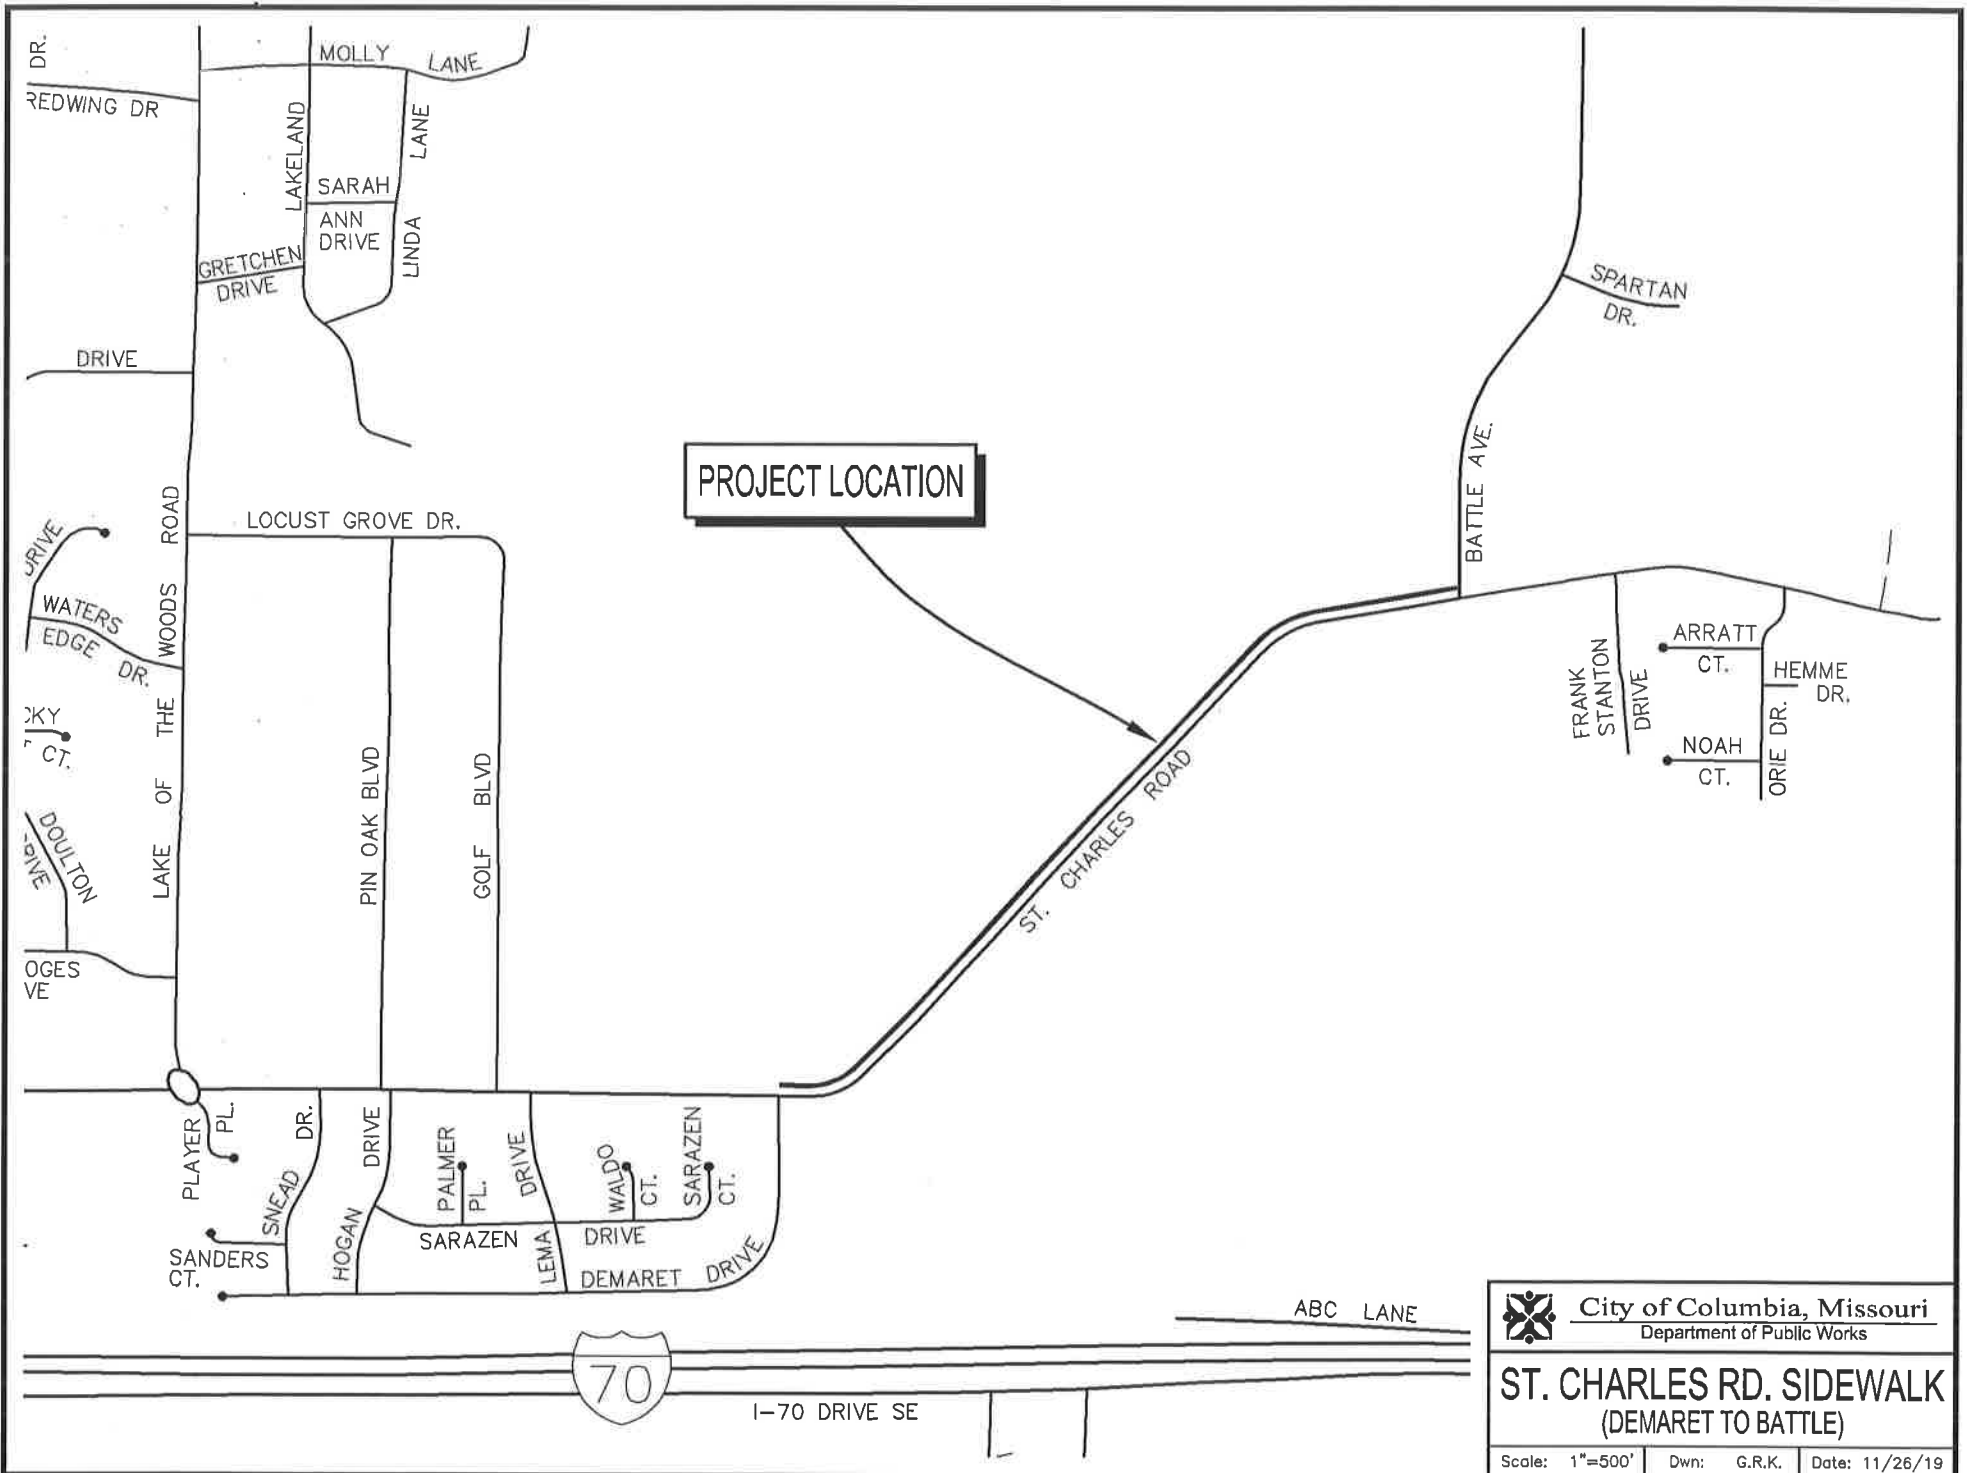 DR.
REDWING DR
MOLLY LANE
LAKELAND
LANE
LINDA
SARAH
ANN
DRIVE
GRETCHEN
DRIVE
DRIVE
SPARTAN
DR.
PROJECT LOCATION
BATTLE AVE.
LOCUST GROVE DR.
LAKE OF THE WOODS ROAD
DRIVE
WATERS
EDGE DR.
CT.
DOULTON
PIN OAK BLVD
GOLF BLVD
ST. CHARLES ROAD
FRANK
STANTON
DRIVE
ARRATT
CT.
HEMME
DR.
NOAH
CT.
ORIE DR.
PLAYER
PL.
SNEAD DR.
HOGAN DRIVE
PALMER
PL.
LEMA DRIVE
WALDO
CT.
SARAZEN
CT.
SARAZEN DRIVE
SANDERS
CT.
DEMARET DRIVE
ABC LANE
70
I-70 DRIVE SE
City of Columbia, Missouri
Department of Public Works
ST. CHARLES RD. SIDEWALK
(DEMARET TO BATTLE)
Scale: 1"=500' Dwn: G.R.K. Date: 11/26/19